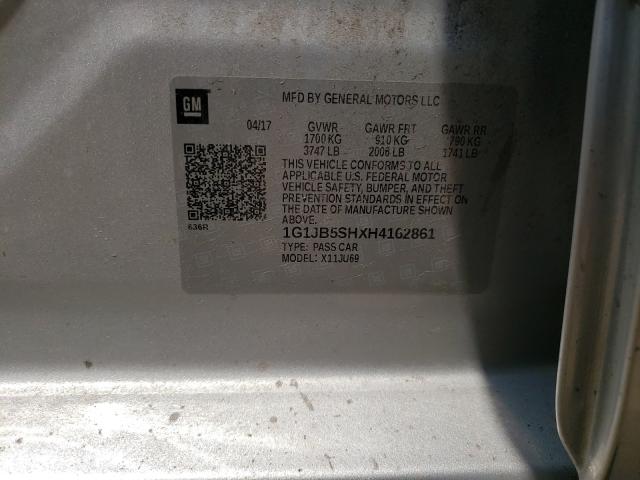 GM
MFD BY GENERAL MOTORS LLC
04/17 GVWR GAWR FRT GAWR RR
1700 KG 910 KG 790 KG
3747 LB 2006 LB 1741 LB
THIS VEHICLE CONFORMS TO ALL
APPLICABLE U.S. FEDERAL MOTOR
VEHICLE SAFETY, BUMPER, AND THEFT
PREVENTION STANDARDS IN EFFECT ON
THE DATE OF MANUFACTURE SHOWN
ABOVE.
636R
1G1JB5SHXH4162861
TYPE: PASS CAR
MODEL: X11JU69